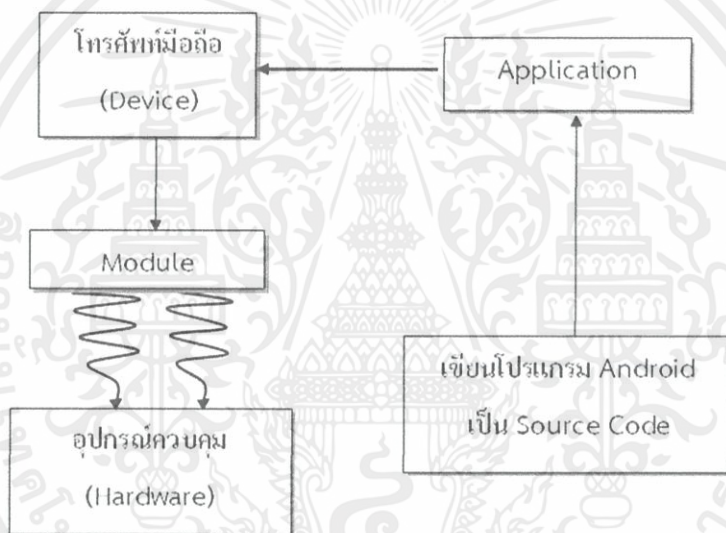 โทรศัพท์มือถือ
(Device)
Application
Module
เขียนโปรแกรม Android
เป็น Source Code
อุปกรณ์ควบคุม
(Hardware)